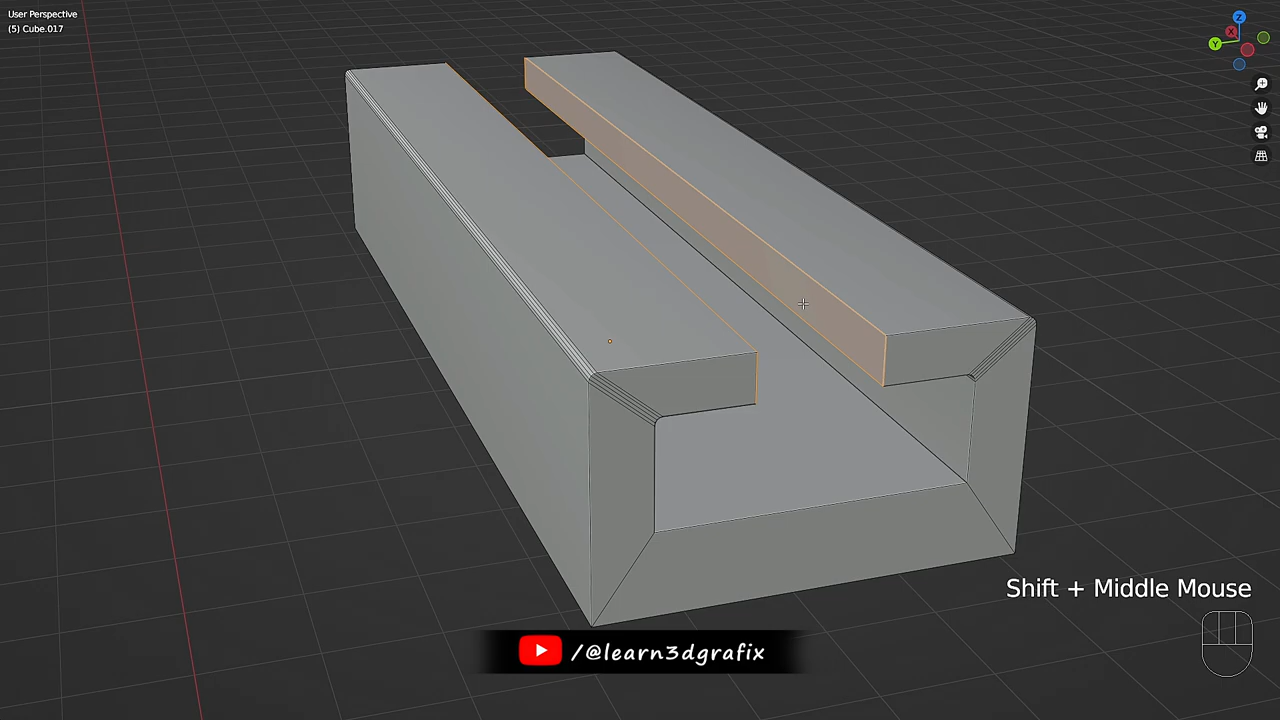 User Perspective
(5) Cube.017
Z
X
Y
Shift + Middle Mouse
/@learn3dgrafix